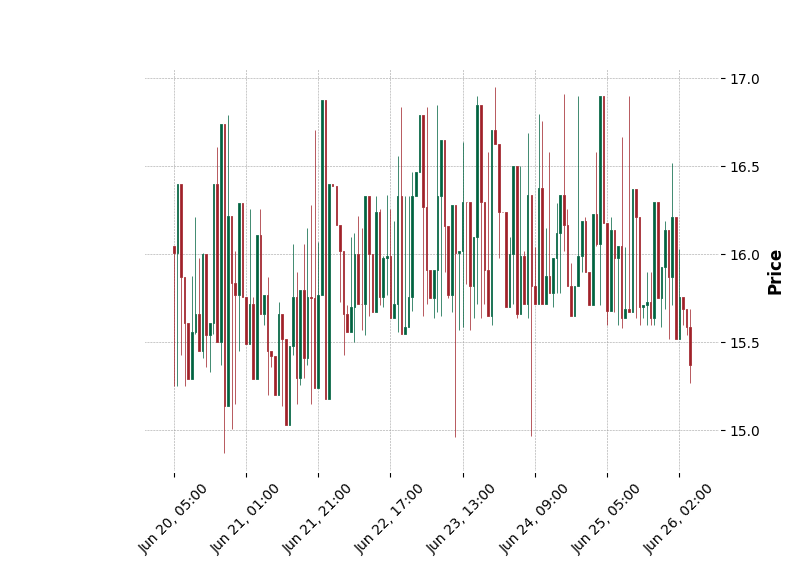 17.0
16.5
16.0
15.5
15.0
Price
Jun 20, 05:00
Jun 21, 01:00
Jun 21, 21:00
Jun 22, 17:00
Jun 23, 13:00
Jun 24, 09:00
Jun 25, 05:00
Jun 26, 02:00